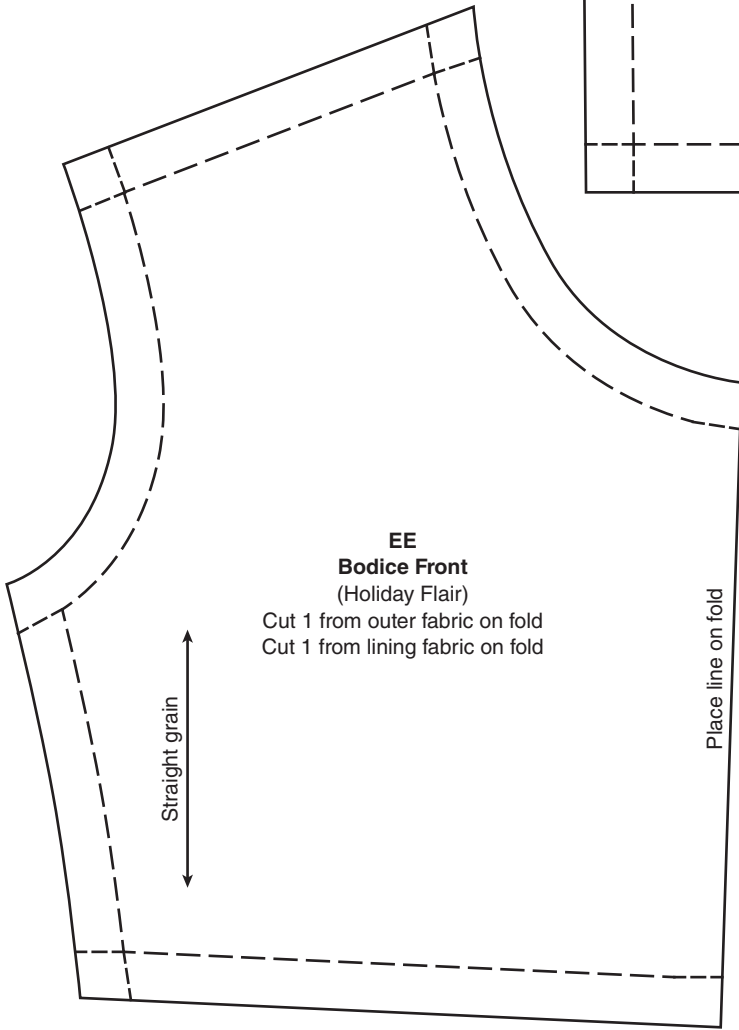 EE
Bodice Front
(Holiday Flair)
Cut 1 from outer fabric on fold
Cut 1 from lining fabric on fold
Straight grain
Place line on fold